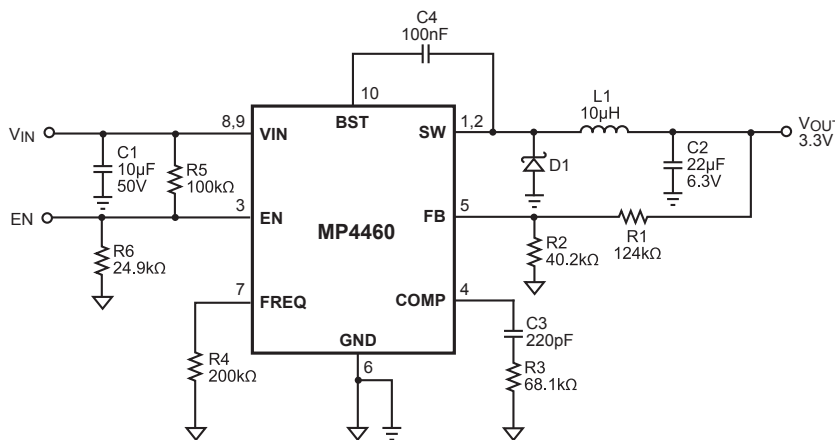 C4
100nF
10
L1
10µH
8,9
1,2
VIN
VIN
BST
SW
VOUT
3.3V
C1
10µF
50V
R5
100kΩ
D1
C2
22µF
6.3V
3
5
EN
EN
MP4460
FB
R1
124kΩ
R2
40.2kΩ
R6
24.9kΩ
7
4
FREQ
COMP
GND
6
C3
220pF
R4
200kΩ
R3
68.1kΩ